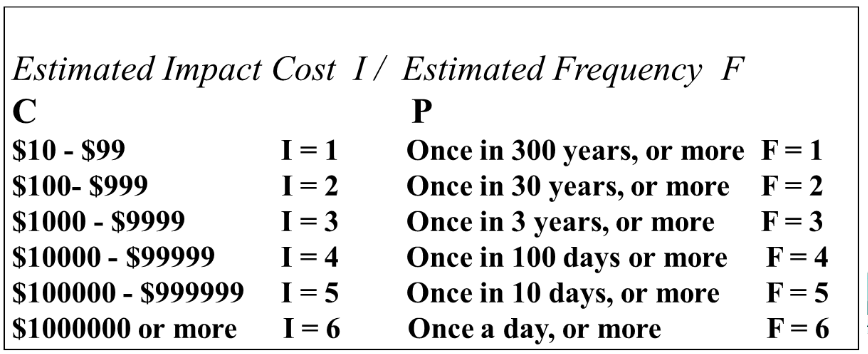 Estimated Impact Cost I / Estimated Frequency F
C P
$10 - $99 I = 1 Once in 300 years, or more F = 1
$100- $999 I = 2 Once in 30 years, or more F = 2
$1000 - $9999 I = 3 Once in 3 years, or more F = 3
$10000 - $99999 I = 4 Once in 100 days or more F = 4
$100000 - $999999 I = 5 Once in 10 days, or more F = 5
$1000000 or more I = 6 Once a day, or more F = 6